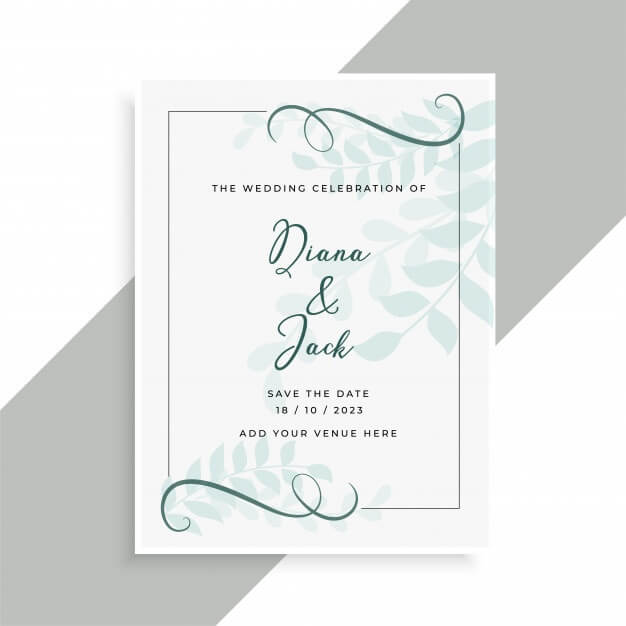 THE WEDDING CELEBRATION OF
Diana
&
Jack
SAVE THE DATE
18 / 10 / 2023
ADD YOUR VENUE HERE